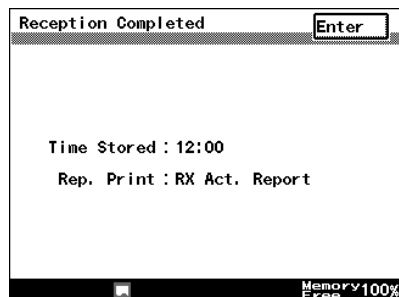 Reception Completed Enter
Time Stored : 12:00
Rep. Print : RX Act. Report
Memory 100%
Free